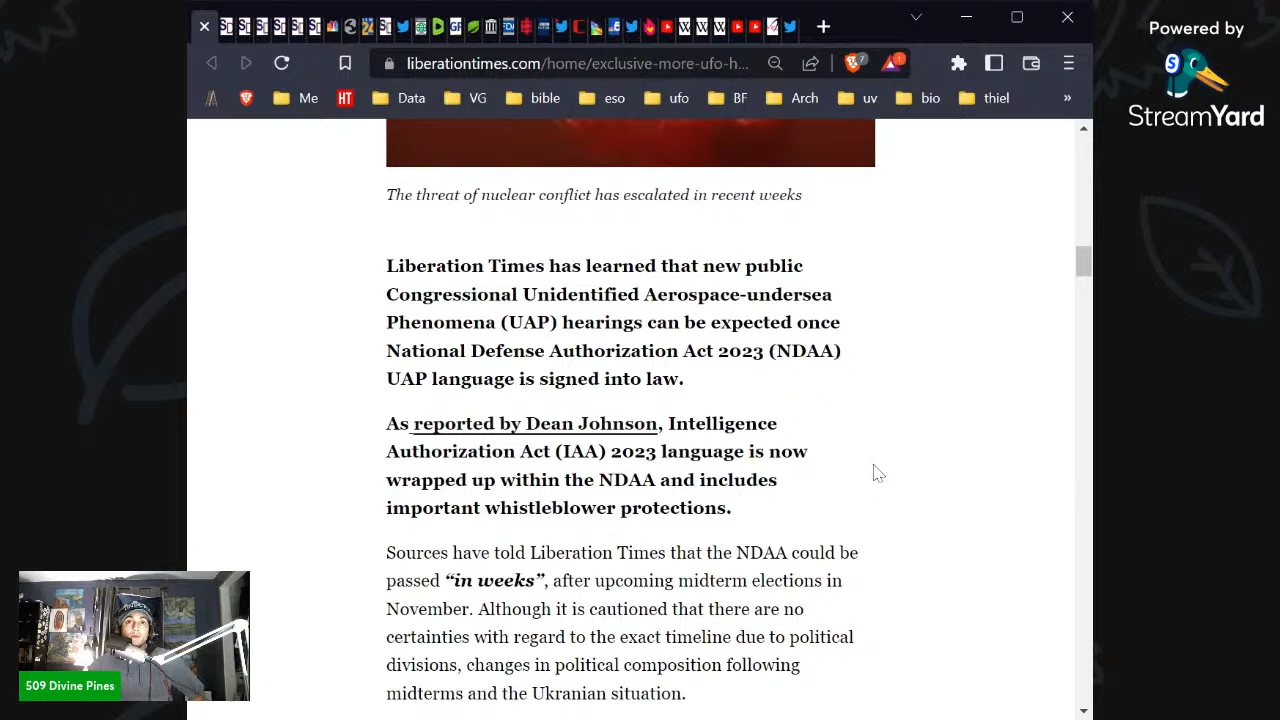 Powered by
StreamYard
liberationtimes.com/home/exclusive-more-ufo-h...
7
1
Me
HT
Data
VG
bible
eso
ufo
BF
Arch
uv
bio
thiel
»
The threat of nuclear conflict has escalated in recent weeks
Liberation Times has learned that new public
Congressional Unidentified Aerospace-undersea
Phenomena (UAP) hearings can be expected once
National Defense Authorization Act 2023 (NDAA)
UAP language is signed into law.
As reported by Dean Johnson, Intelligence
Authorization Act (IAA) 2023 language is now
wrapped up within the NDAA and includes
important whistleblower protections.
Sources have told Liberation Times that the NDAA could be
passed “in weeks”, after upcoming midterm elections in
November. Although it is cautioned that there are no
certainties with regard to the exact timeline due to political
divisions, changes in political composition following
midterms and the Ukranian situation.
509 Divine Pines